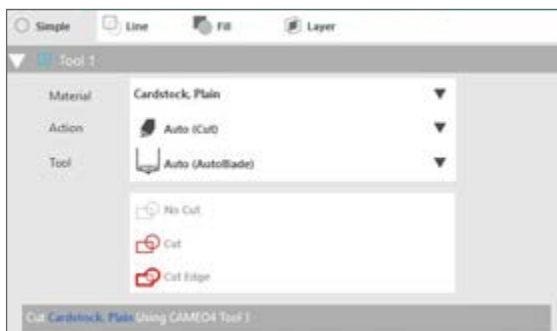 Simple Line Fill Layer
Tool 1
Material Cardstock, Plain
Action Auto (Cut)
Tool Auto (AutoBlade)
No Cut
Cut
Cut Edge
Cut Cardstock, Plain Using CAMEO4 Tool 1